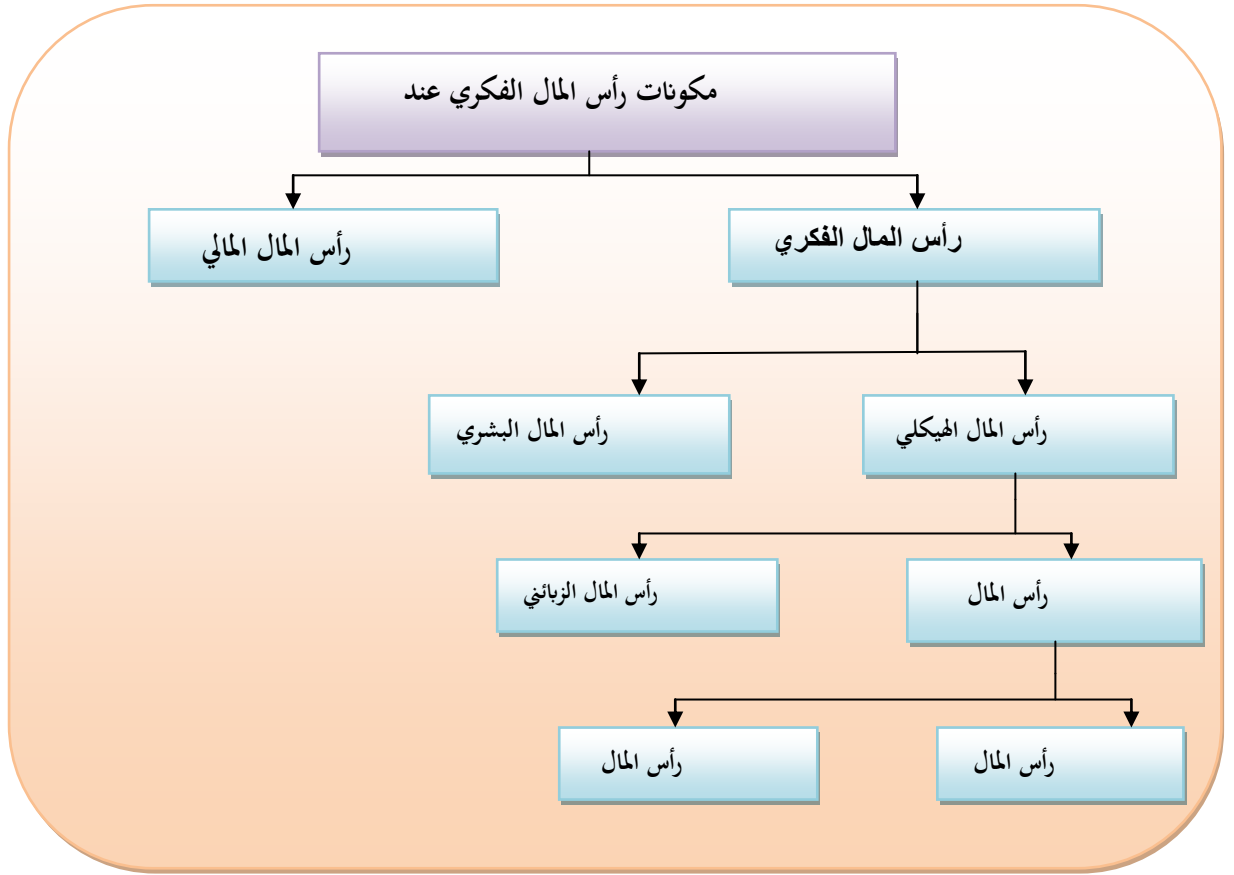 مكونات رأس المال الفكري عند
رأس المال الفكري
رأس المال المالي
رأس المال الهيكلي
رأس المال البشري
رأس المال
رأس المال الزبائني
رأس المال
رأس المال